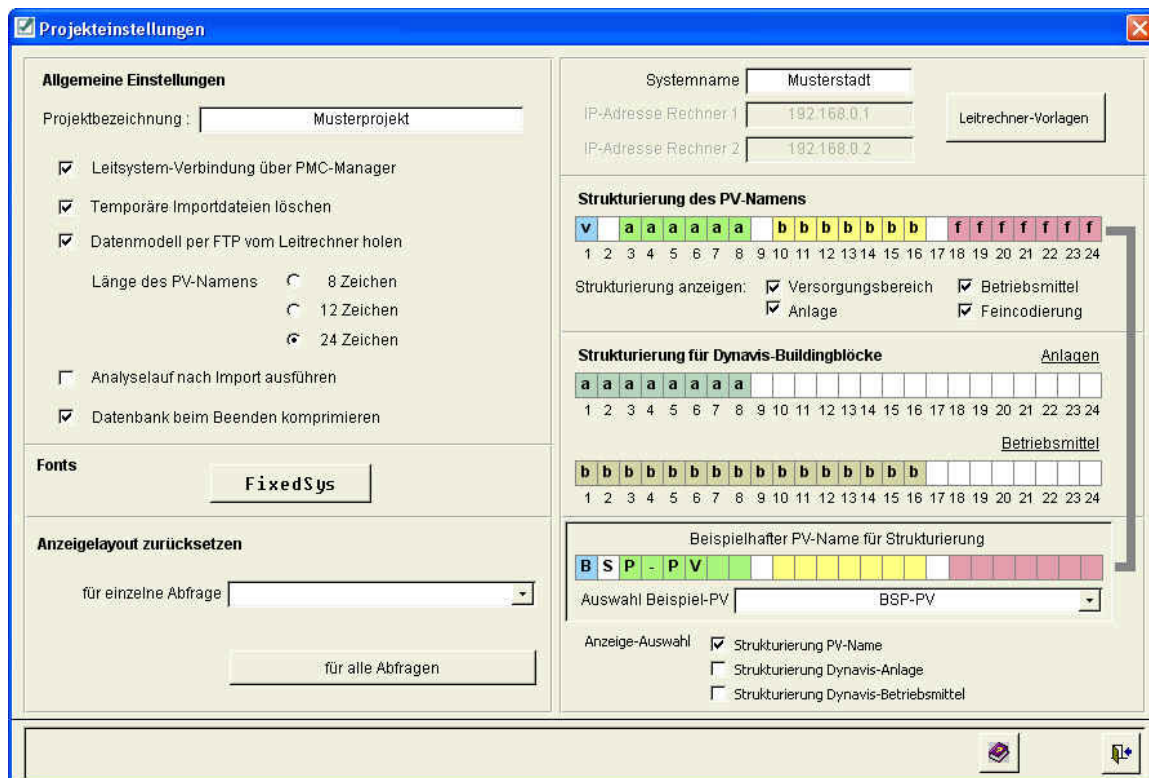 Projekteinstellungen
Allgemeine Einstellungen
Projektbezeichnung : Musterprojekt
Leitsystem-Verbindung über PMC-Manager
Temporäre Importdateien löschen
Datenmodell per FTP vom Leitrechner holen
Länge des PV-Namens 8 Zeichen
12 Zeichen
24 Zeichen
Analyselauf nach Import ausführen
Datenbank beim Beenden komprimieren
Fonts
FixedSys
Anzeigelayout zurücksetzen
für einzelne Abfrage
für alle Abfragen
Systemname Musterstadt
IP-Adresse Rechner 1 192.168.0.1
IP-Adresse Rechner 2 192.168.0.2
Leitrechner-Vorlagen
Strukturierung des PV-Namens
v a a a a a a b b b b b b b f f f f f f f
1 2 3 4 5 6 7 8 9 10 11 12 13 14 15 16 17 18 19 20 21 22 23 24
Strukturierung anzeigen: Versorgungsbereich Betriebsmittel
Anlage Feincodierung
Strukturierung für Dynavis-Buildingblöcke Anlagen
a a a a a a a a
1 2 3 4 5 6 7 8 9 10 11 12 13 14 15 16 17 18 19 20 21 22 23 24
Betriebsmittel
b b b b b b b b b b b b b b b b
1 2 3 4 5 6 7 8 9 10 11 12 13 14 15 16 17 18 19 20 21 22 23 24
Beispielhafter PV-Name für Strukturierung
B S P - P V
Auswahl Beispiel-PV BSP-PV
Anzeige-Auswahl Strukturierung PV-Name
Strukturierung Dynavis-Anlage
Strukturierung Dynavis-Betriebsmittel